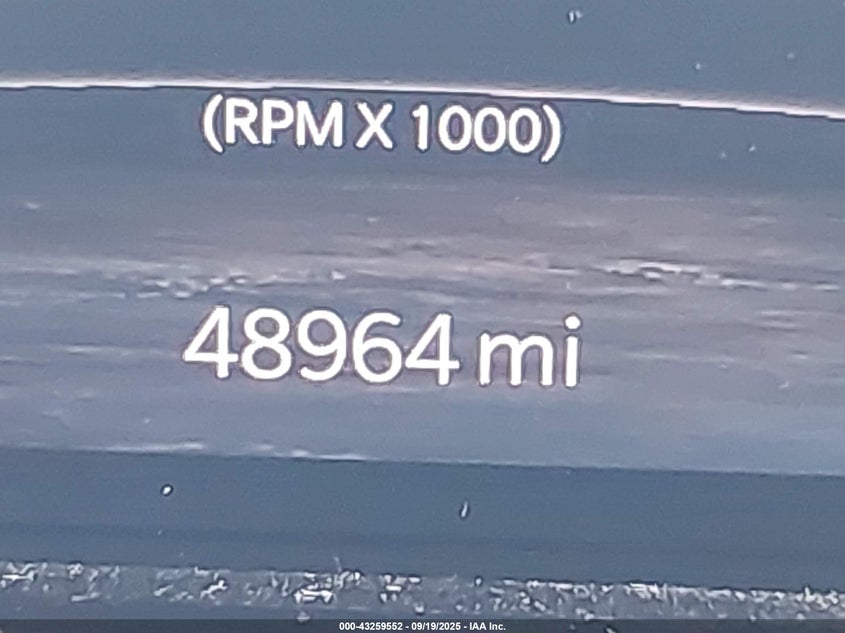 (RPM X 1000)
48964 mi
000-43259552 - 09/19/2025 - IAA Inc.